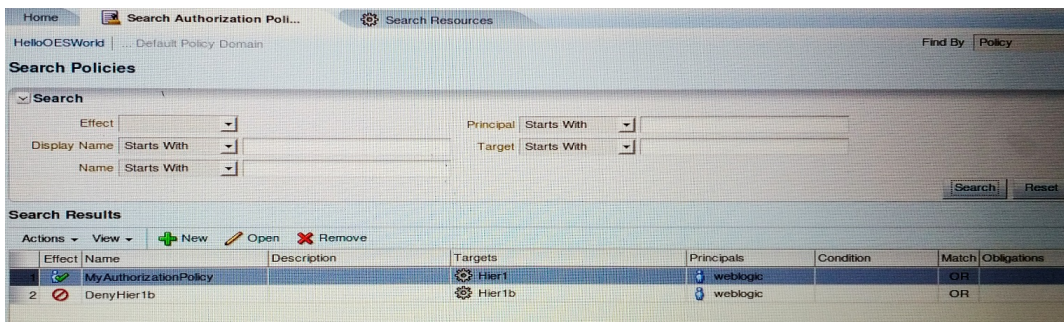 Home Search Authorization Poli... Search Resources
HelloOESWorld | ... Default Policy Domain Find By Policy
Search Policies
Search
Effect Principal Starts With
Display Name Starts With Target Starts With
Name Starts With
Search Reset
Search Results
Actions View New Open Remove
Effect Name Description Targets Principals Condition Match Obligations
1 MyAuthorizationPolicy Hier1 weblogic OR
2 DenyHier1b Hier1b weblogic OR